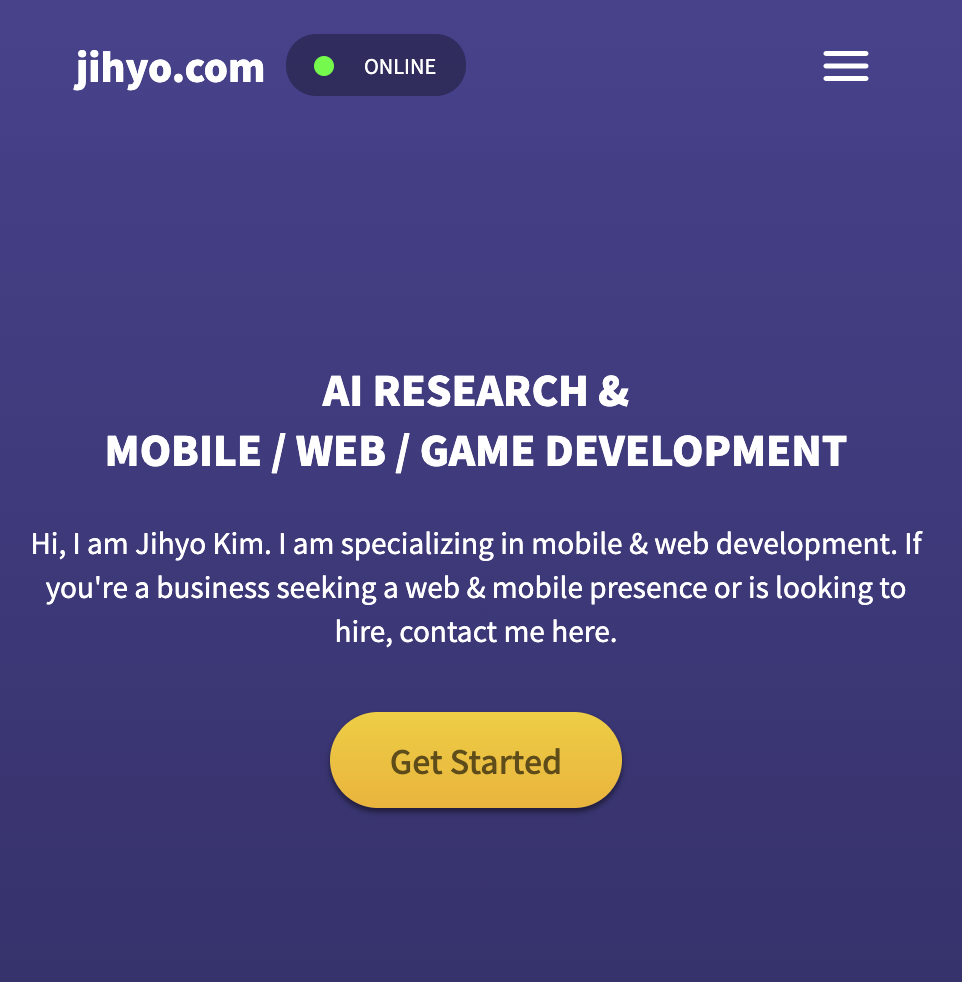 jihyo.com
ONLINE
AI RESEARCH &
MOBILE / WEB / GAME DEVELOPMENT
Hi, I am Jihyo Kim. I am specializing in mobile & web development. If
you're a business seeking a web & mobile presence or is looking to
hire, contact me here.
Get Started